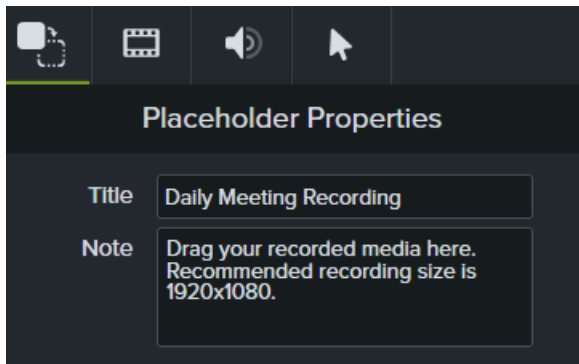 Placeholder Properties
Title
Daily Meeting Recording
Note
Drag your recorded media here.
Recommended recording size is
1920x1080.